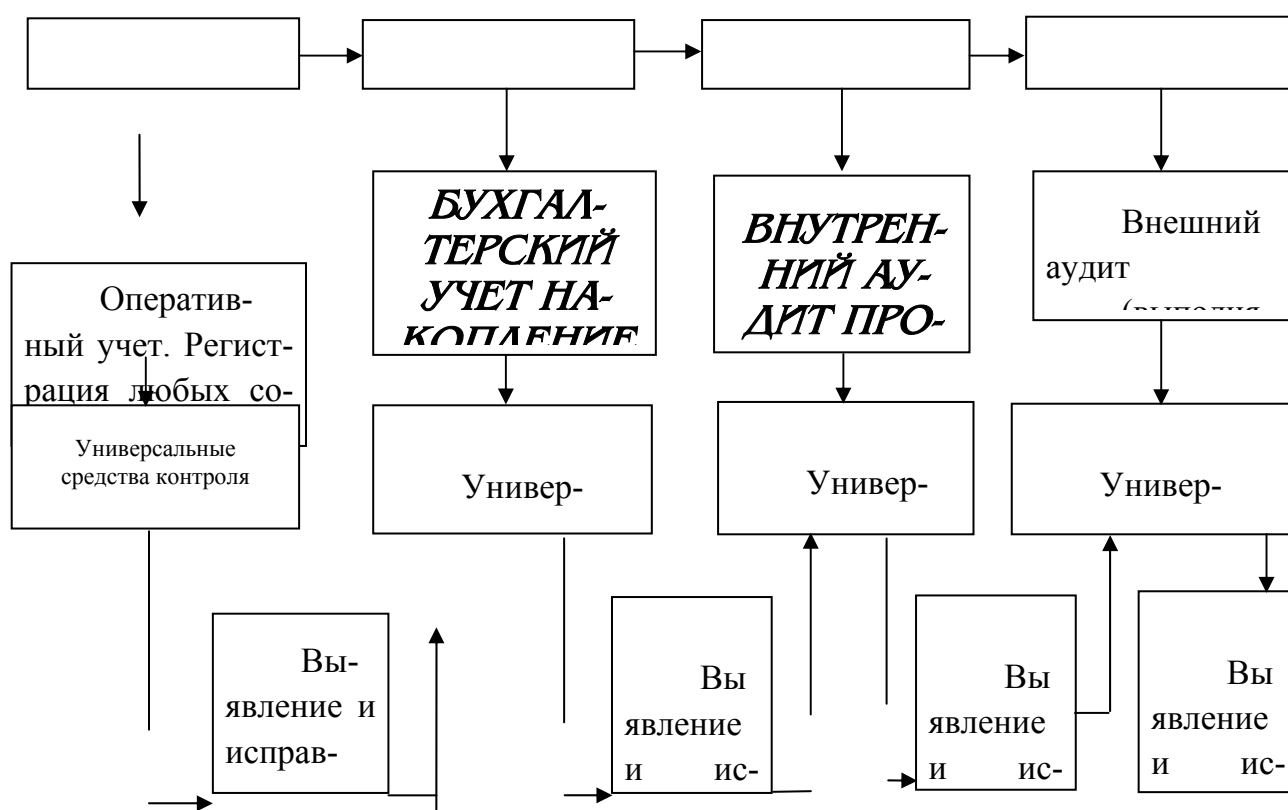 БУХГАЛ-
ТЕРСКИЙ
УЧЕТ НА-
КОПЛЕНИЕ
ВНУТРЕН-
НИЙ АУ-
ДИТ ПРО-
Внешний
аудит
Оператив-
ный учет. Регист-
рация любых со-
Универсальные
средства контроля
Универ-
Универ-
Универ-
Вы-
явление и
исправ-
Вы
явление
и ис-
Вы
явление
и ис-
Вы
явление
и ис-